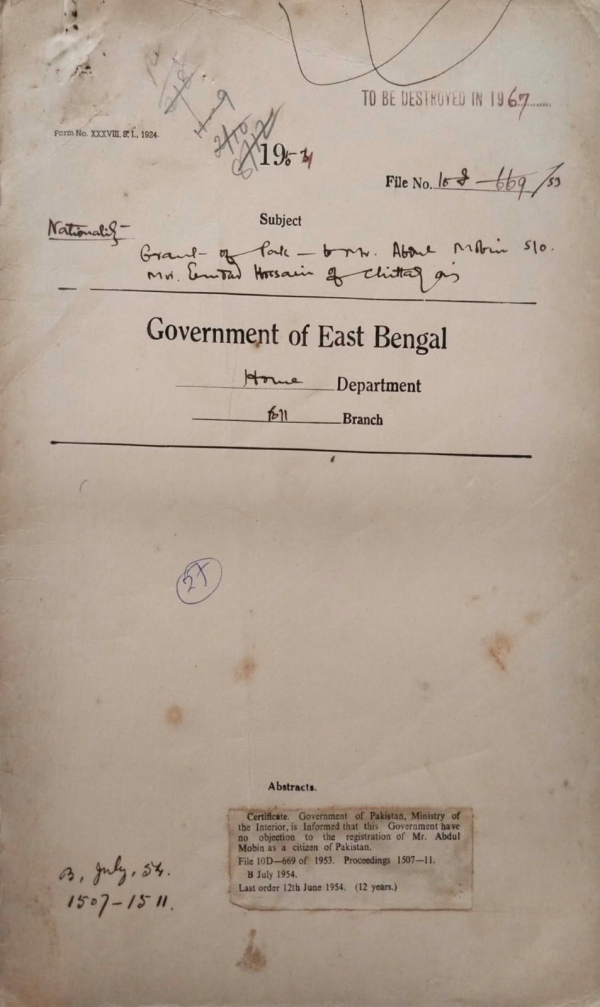 TO BE DESTROYED IN 1967
Form No. XXXVIII, & I., 1924.
1954
File No. 10D-669/53
Subject
Nationality-
Grant of Pak - to Mr. Abdul Mobin s/o.
Mvi. Hossain of Chittagong
Government of East Bengal
Home Department
Branch
27
Abstracts.
Certificate. Government of Pakistan, Ministry of
the Interior, is informed that this Government have
no objection to the registration of Mr. Abdul
Mobin as a citizen of Pakistan.
File 10D—669 of 1953. Proceedings 1507—11.
B July 1954.
Last order 12th June 1954. (12 years.)
B, July, 54.
1507-1511.